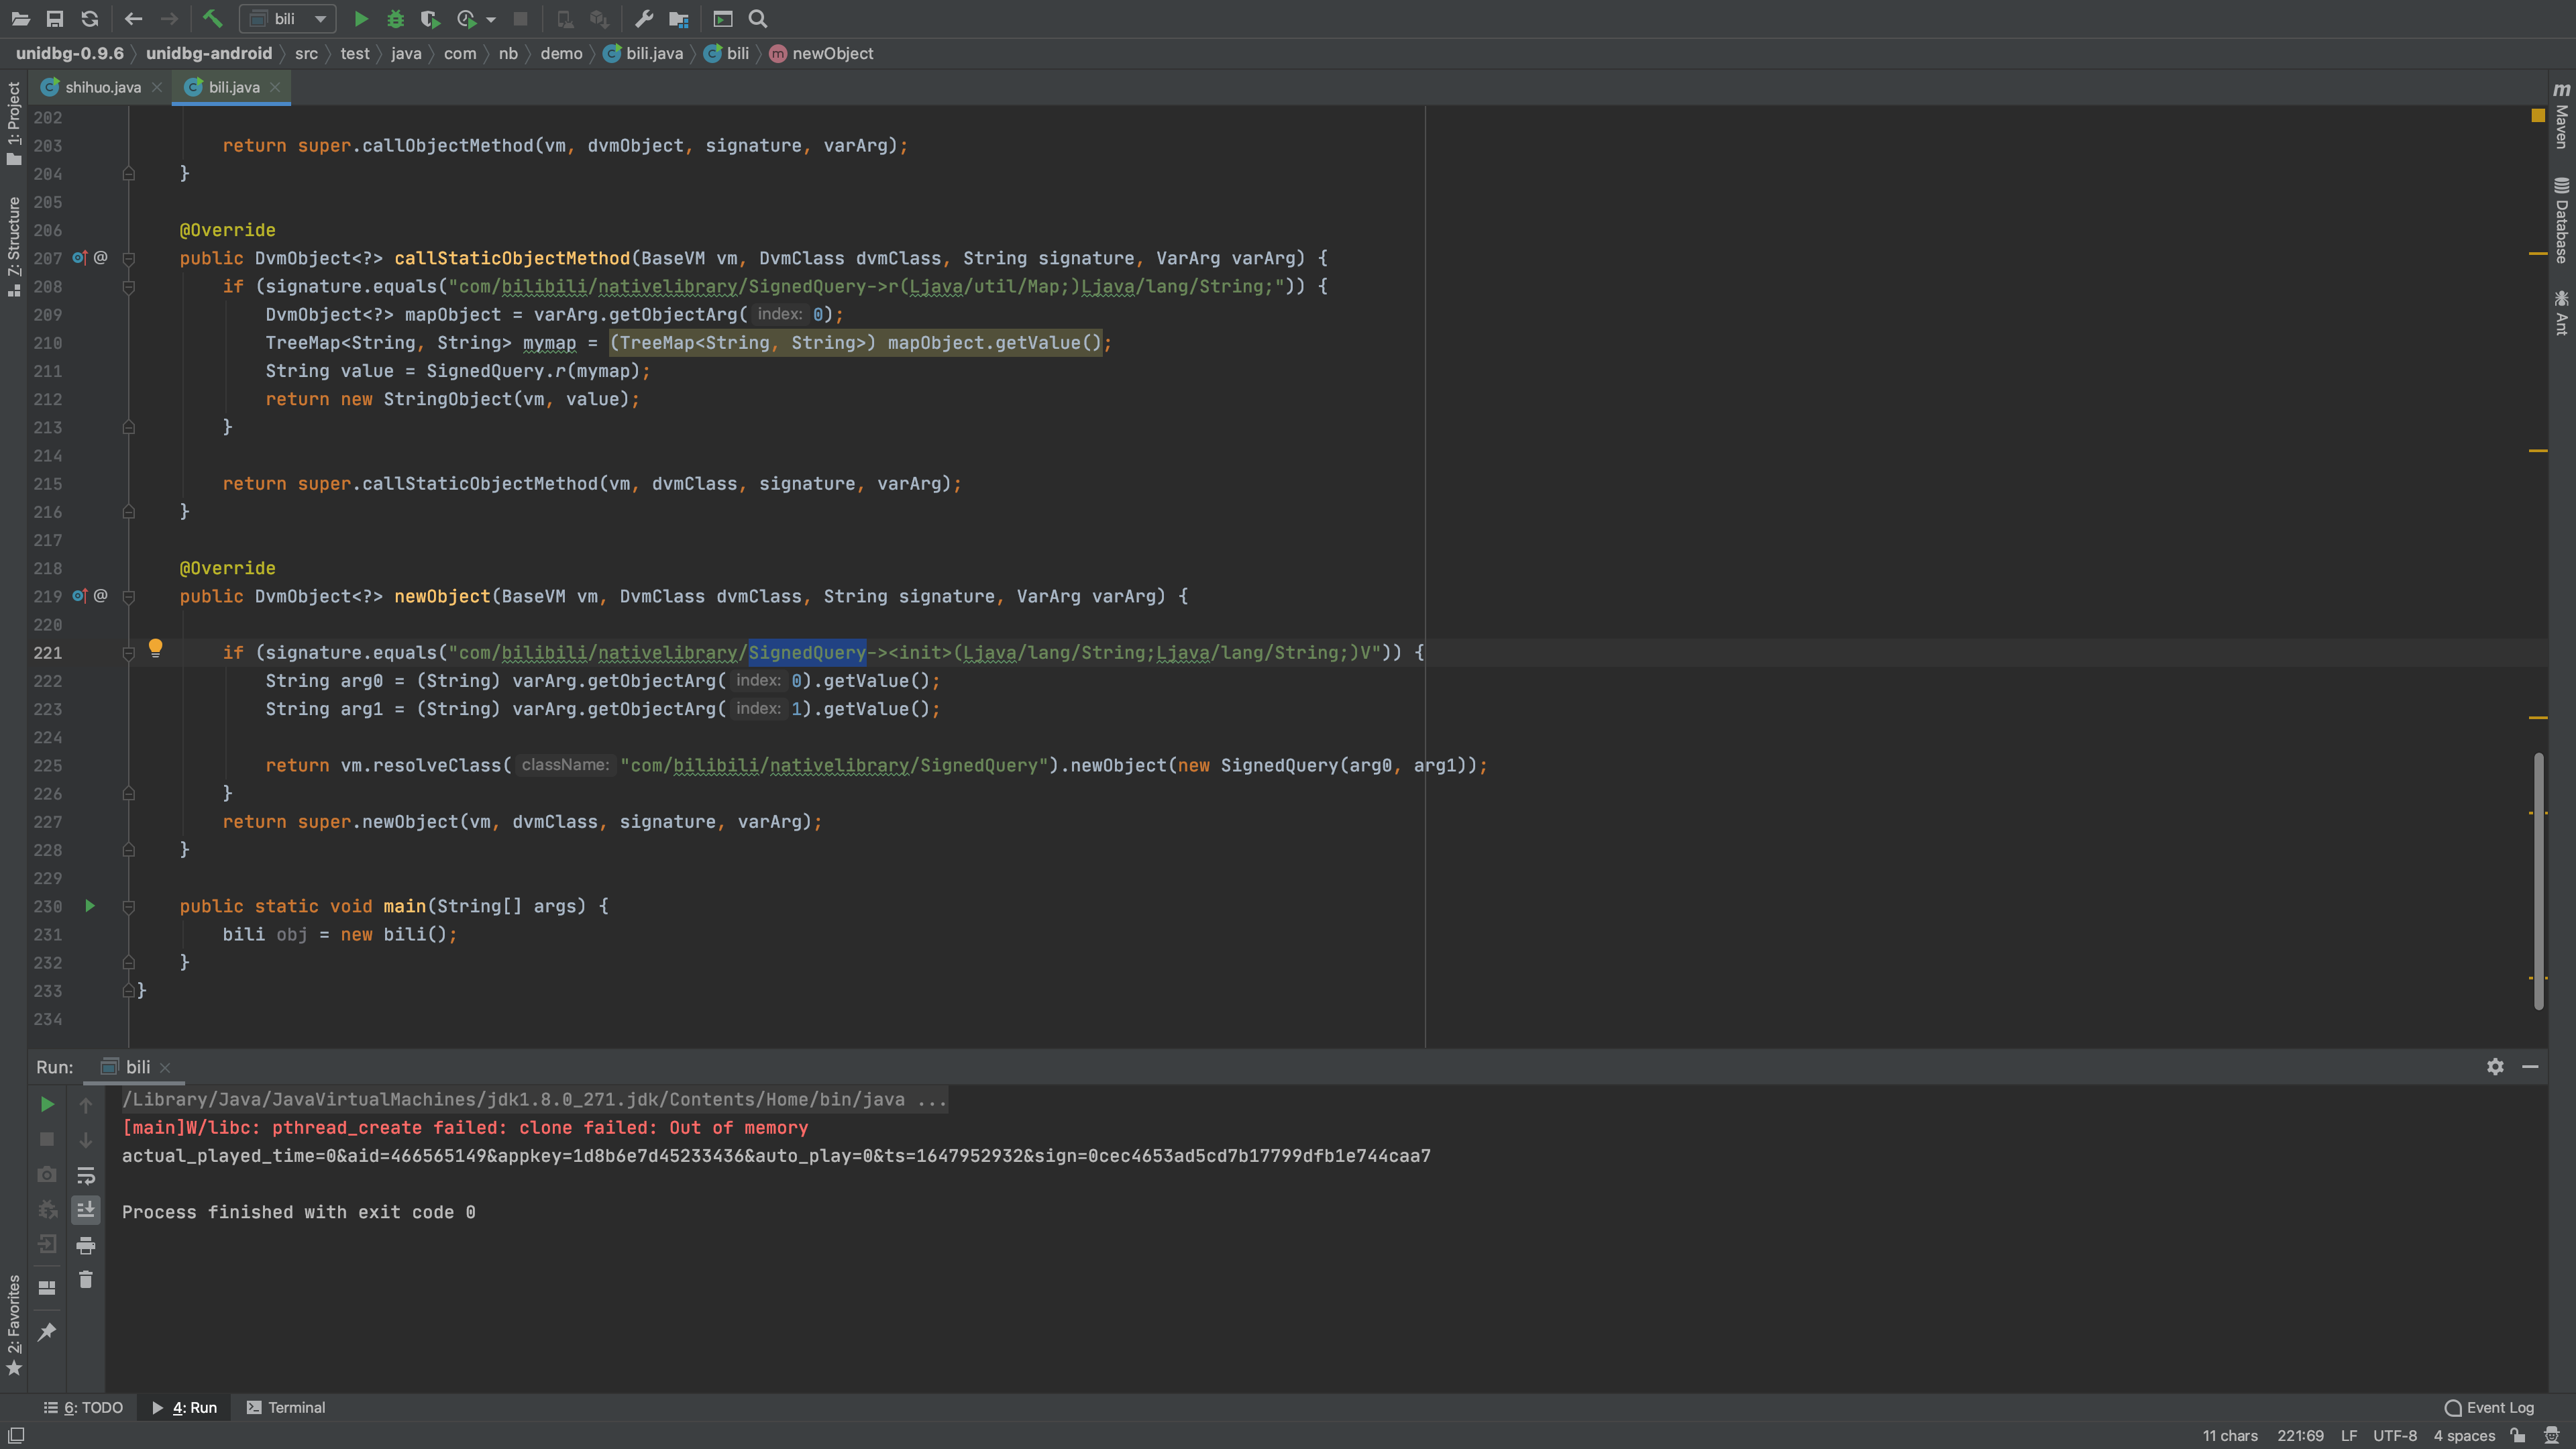 bili
unidbg-0.9.6 〉 unidbg-android 〉 src 〉 test 〉 java 〉 com 〉 nb 〉 demo 〉 bili.java 〉 bili 〉 newObject
shihuo.java
bili.java
1: Project
Z: Structure
2: Favorites
Maven
Database
Ant
202
203 return super.callObjectMethod(vm, dvmObject, signature, varArg);
204 }
205
206 @Override
207 public DvmObject<?> callStaticObjectMethod(BaseVM vm, DvmClass dvmClass, String signature, VarArg varArg) {
208 if (signature.equals("com/bilibili/nativelibrary/SignedQuery->r(Ljava/util/Map;)Ljava/lang/String;")) {
209 DvmObject<?> mapObject = varArg.getObjectArg( index: 0);
210 TreeMap<String, String> mymap = (TreeMap<String, String>) mapObject.getValue();
211 String value = SignedQuery.r(mymap);
212 return new StringObject(vm, value);
213 }
214
215 return super.callStaticObjectMethod(vm, dvmClass, signature, varArg);
216 }
217
218 @Override
219 public DvmObject<?> newObject(BaseVM vm, DvmClass dvmClass, String signature, VarArg varArg) {
220
221 if (signature.equals("com/bilibili/nativelibrary/SignedQuery-><init>(Ljava/lang/String;Ljava/lang/String;)V")) {
222 String arg0 = (String) varArg.getObjectArg( index: 0).getValue();
223 String arg1 = (String) varArg.getObjectArg( index: 1).getValue();
224
225 return vm.resolveClass( className: "com/bilibili/nativelibrary/SignedQuery").newObject(new SignedQuery(arg0, arg1));
226 }
227 return super.newObject(vm, dvmClass, signature, varArg);
228 }
229
230 public static void main(String[] args) {
231 bili obj = new bili();
232 }
233 }
234
Run: bili
/Library/Java/JavaVirtualMachines/jdk1.8.0_271.jdk/Contents/Home/bin/java ...
[main]W/libc: pthread_create failed: clone failed: Out of memory
actual_played_time=0&aid=466565149&appkey=1d8b6e7d45233436&auto_play=0&ts=1647952932&sign=0cec4653ad5cd7b17799dfb1e744caa7
Process finished with exit code 0
6: TODO 4: Run Terminal Event Log
11 chars 221:69 LF UTF-8 4 spaces